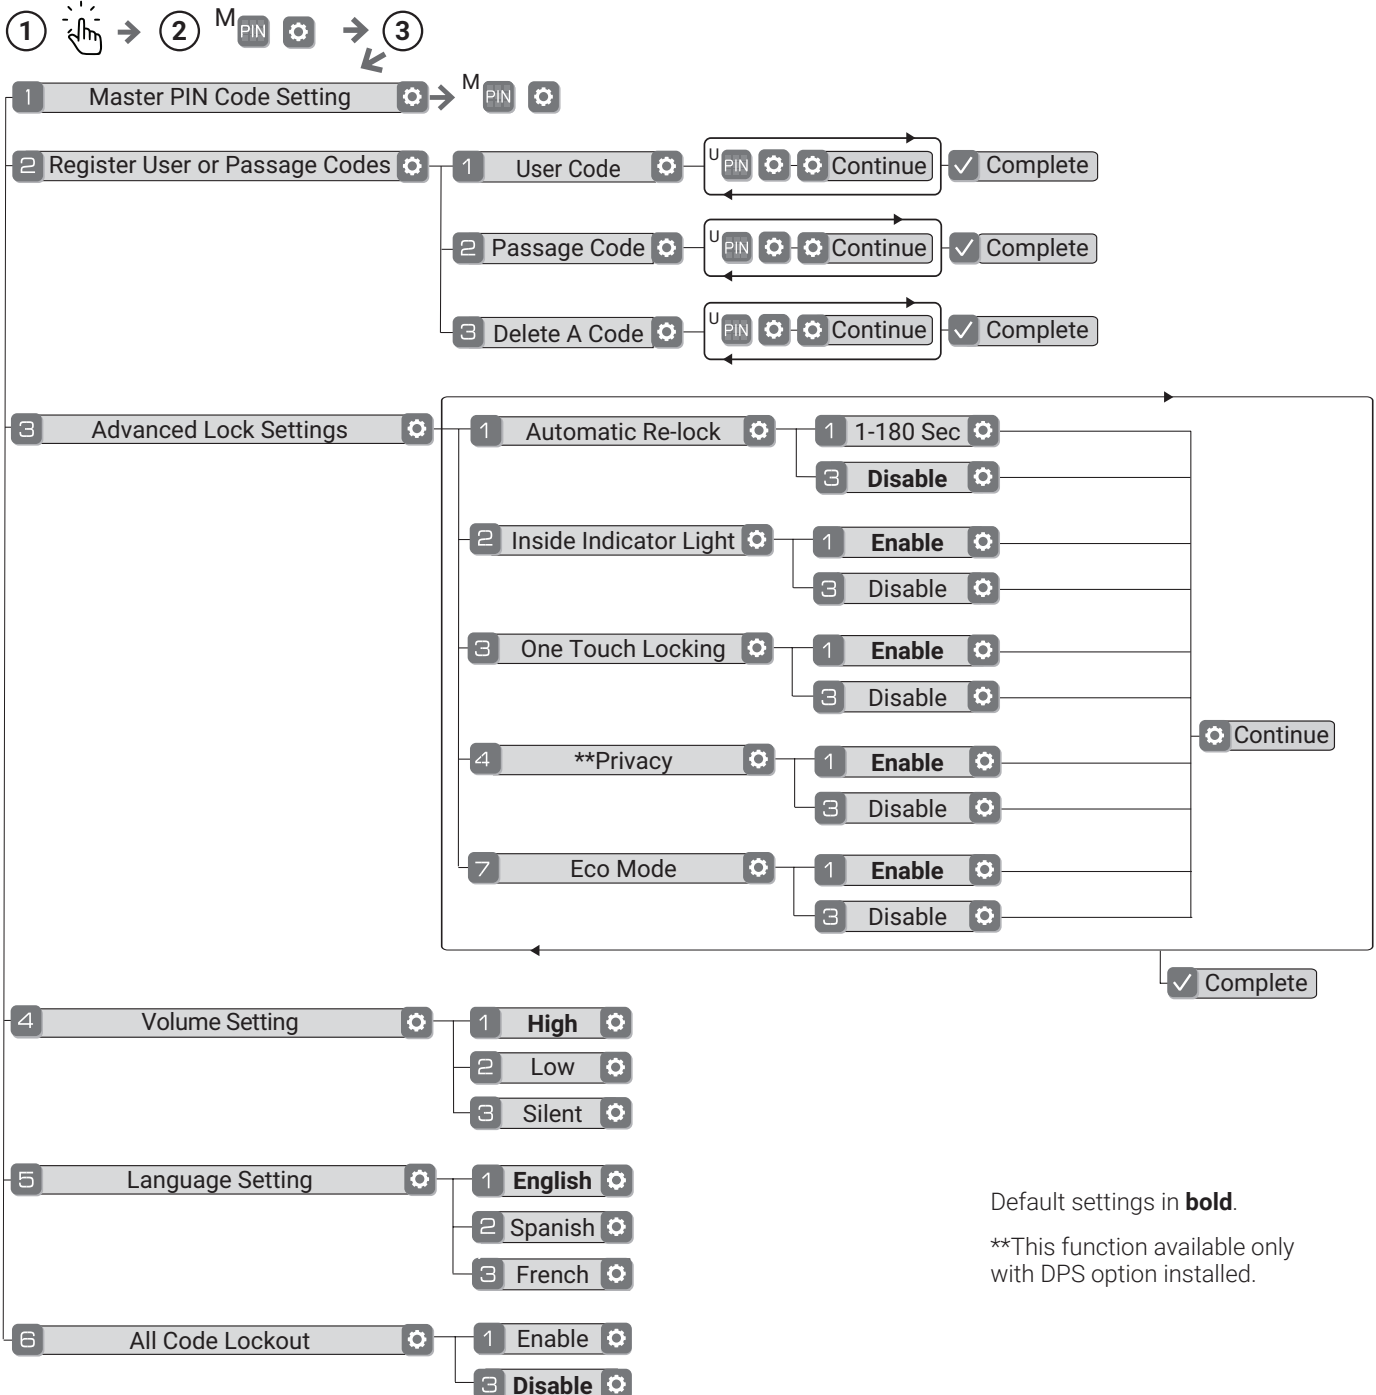 1 2 M PIN 3
1 Master PIN Code Setting M PIN
2 Register User or Passage Codes 1 User Code U PIN Continue Complete
2 Passage Code U PIN Continue Complete
3 Delete A Code U PIN Continue Complete
3 Advanced Lock Settings 1 Automatic Re-lock 1 1-180 Sec
3 Disable
2 Inside Indicator Light 1 Enable
3 Disable
3 One Touch Locking 1 Enable
3 Disable
Continue
4 **Privacy 1 Enable
3 Disable
7 Eco Mode 1 Enable
3 Disable
Complete
4 Volume Setting 1 High
2 Low
3 Silent
5 Language Setting 1 English
2 Spanish
3 French
Default settings in bold.
**This function available only
with DPS option installed.
6 All Code Lockout 1 Enable
3 Disable